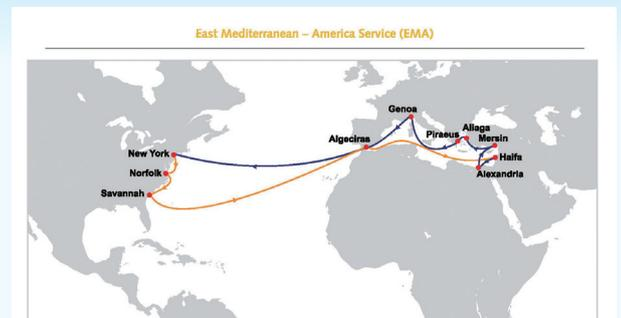 East Mediterranean – America Service (EMA)
Genoa
Algeciras
Piraeus
Aliaga
Mersin
New York
Haifa
Norfolk
Alexandria
Savannah